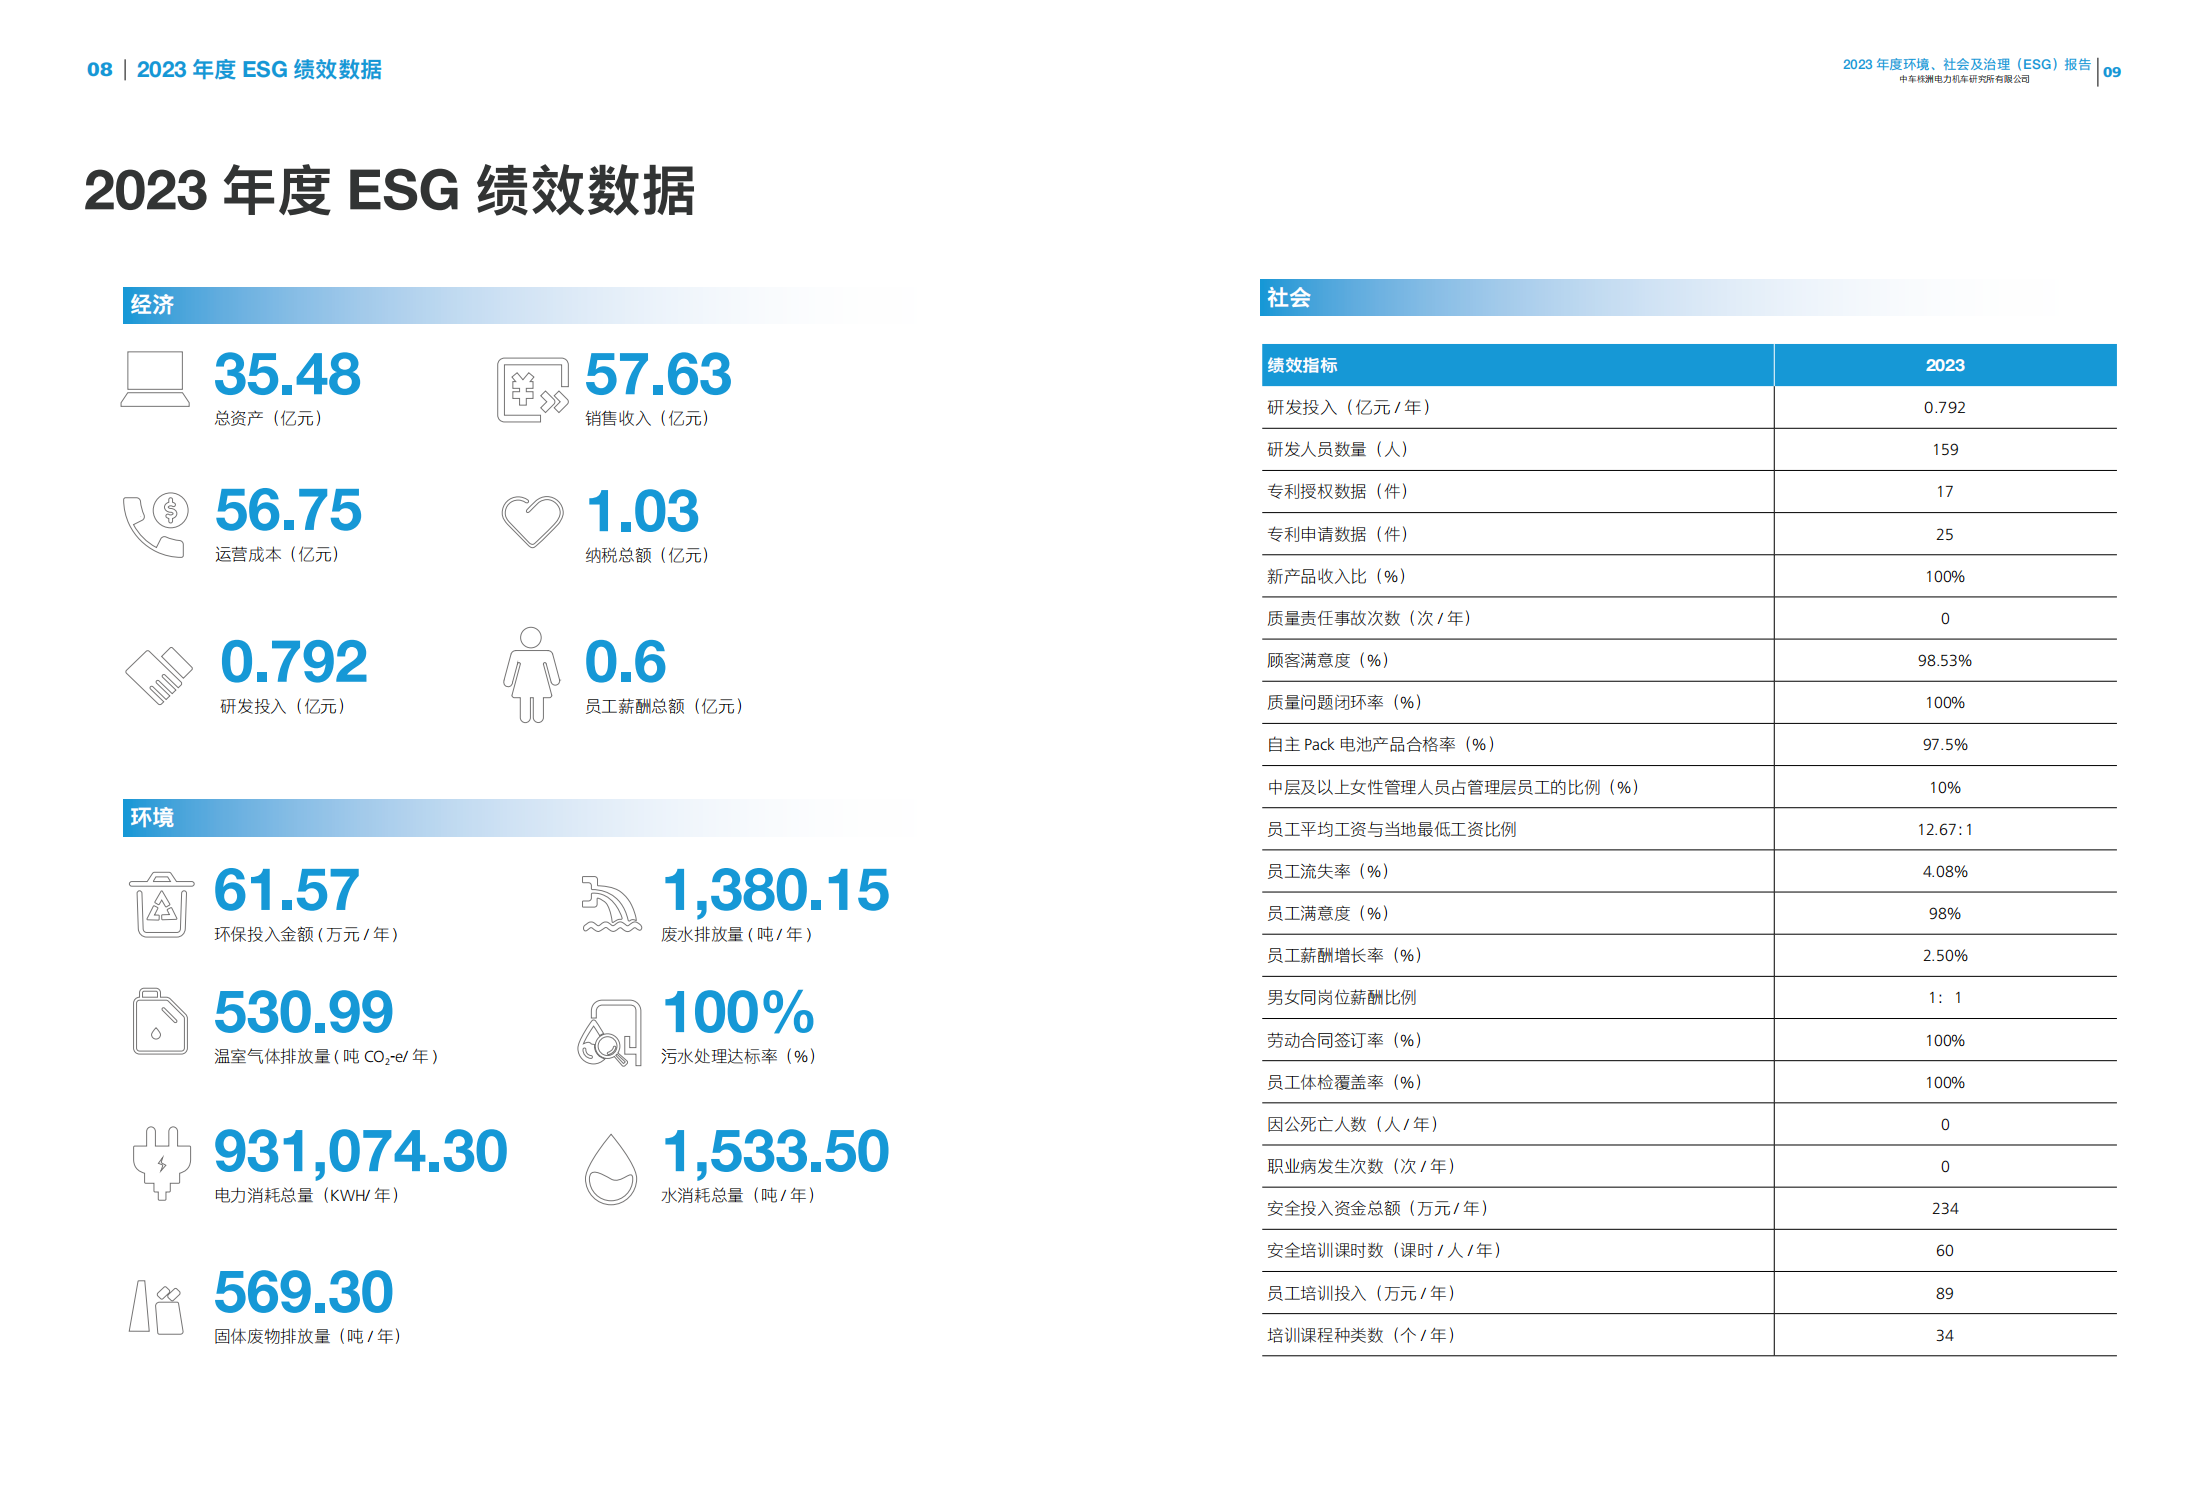 08 | 2023 年度 ESG 绩效数据
2023 年度环境、社会及治理（ESG）报告
中车株洲电力机车研究所有限公司
09
2023 年度 ESG 绩效数据
经济
35.48
总资产（亿元）
57.63
销售收入（亿元）
56.75
运营成本（亿元）
1.03
纳税总额（亿元）
0.792
研发投入（亿元）
0.6
员工薪酬总额（亿元）
环境
61.57
环保投入金额 ( 万元 / 年 )
1,380.15
废水排放量 ( 吨 / 年 )
530.99
温室气体排放量 ( 吨 CO₂-e/ 年 )
100%
污水处理达标率（%）
931,074.30
电力消耗总量（KWH/ 年）
1,533.50
水消耗总量（吨 / 年）
569.30
固体废物排放量（吨 / 年）
社会
绩效指标 2023
研发投入（亿元 / 年） 0.792
研发人员数量（人） 159
专利授权数据（件） 17
专利申请数据（件） 25
新产品收入比（%） 100%
质量责任事故次数（次 / 年） 0
顾客满意度（%） 98.53%
质量问题闭环率（%） 100%
自主 Pack 电池产品合格率（%） 97.5%
中层及以上女性管理人员占管理层员工的比例（%） 10%
员工平均工资与当地最低工资比例 12.67:1
员工流失率（%） 4.08%
员工满意度（%） 98%
员工薪酬增长率（%） 2.50%
男女同岗位薪酬比例 1：1
劳动合同签订率（%） 100%
员工体检覆盖率（%） 100%
因公死亡人数（人 / 年） 0
职业病发生次数（次 / 年） 0
安全投入资金总额（万元 / 年） 234
安全培训课时数（课时 / 人 / 年） 60
员工培训投入（万元 / 年） 89
培训课程种类数（个 / 年） 34